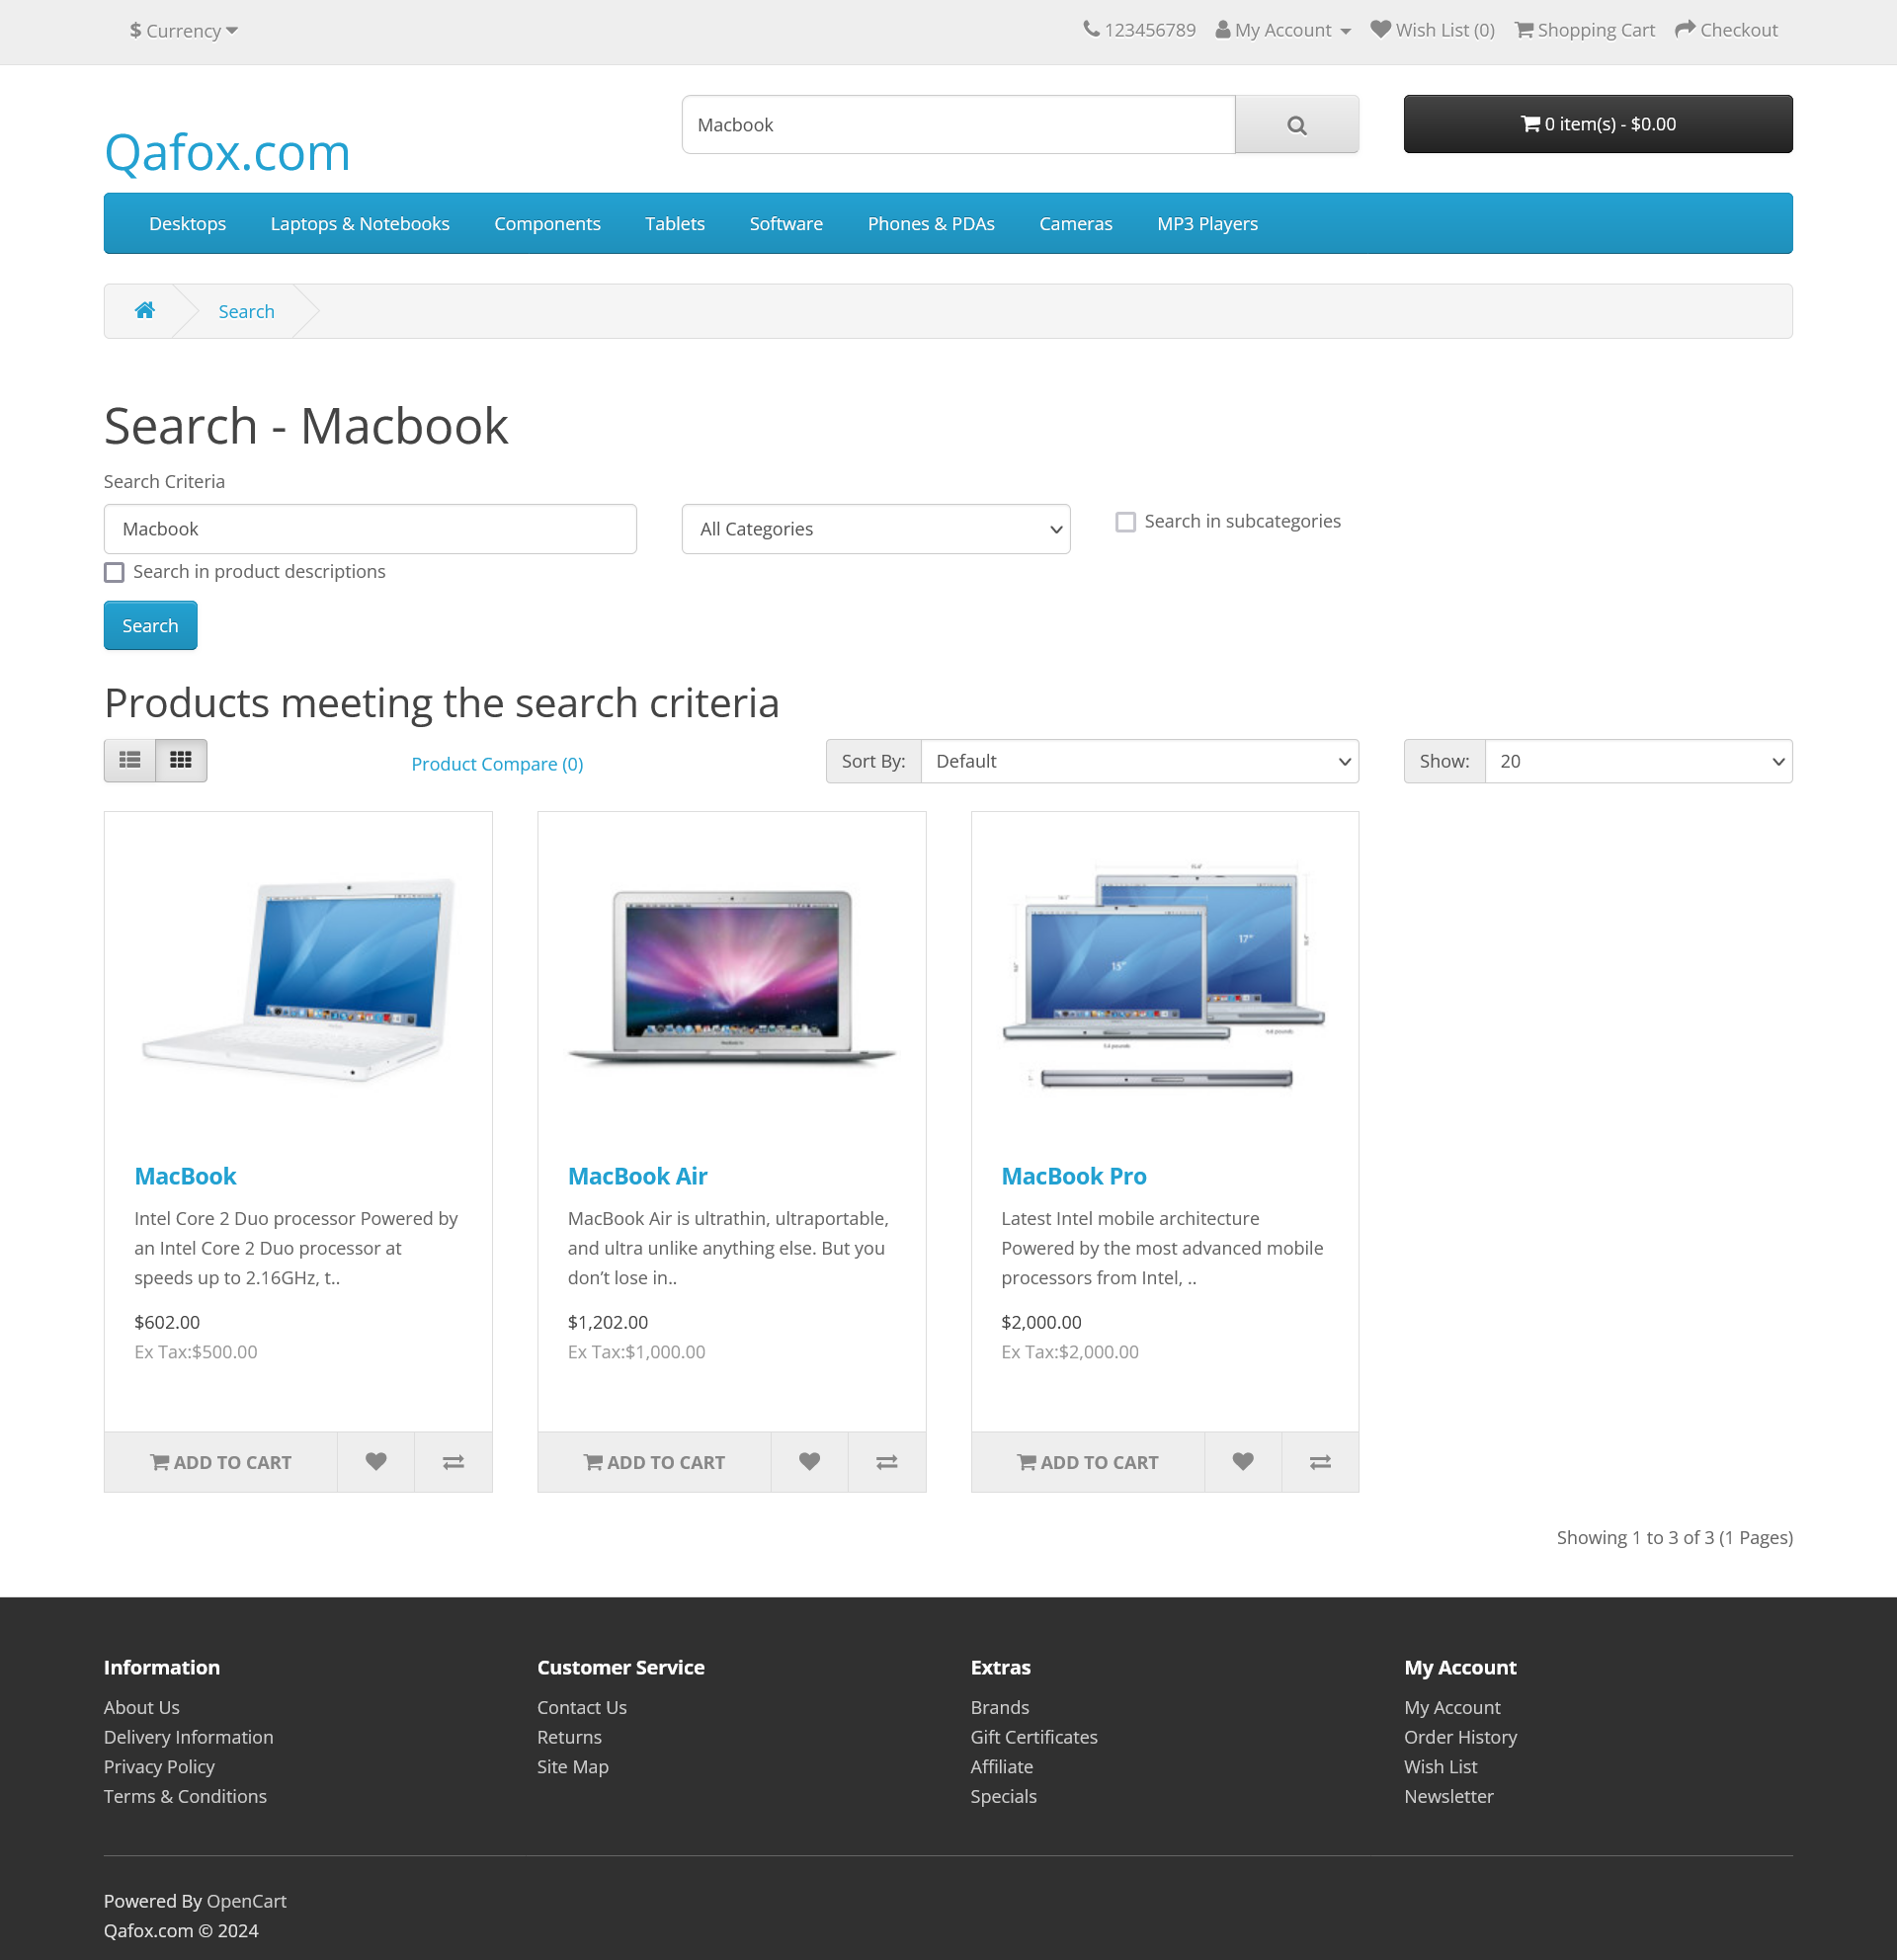 $ Currency
123456789 My Account Wish List (0) Shopping Cart Checkout
Qafox.com
Macbook
0 item(s) - $0.00
Desktops Laptops & Notebooks Components Tablets Software Phones & PDAs Cameras MP3 Players
Search
Search - Macbook
Search Criteria
Macbook
All Categories
Search in subcategories
Search in product descriptions
Search
Products meeting the search criteria
Product Compare (0)
Sort By: Default
Show: 20
15"
17"
MacBook
Intel Core 2 Duo processor Powered by
an Intel Core 2 Duo processor at
speeds up to 2.16GHz, t..
$602.00
Ex Tax:$500.00
ADD TO CART
MacBook Air
MacBook Air is ultrathin, ultraportable,
and ultra unlike anything else. But you
don’t lose in..
$1,202.00
Ex Tax:$1,000.00
ADD TO CART
MacBook Pro
Latest Intel mobile architecture
Powered by the most advanced mobile
processors from Intel, ..
$2,000.00
Ex Tax:$2,000.00
ADD TO CART
Showing 1 to 3 of 3 (1 Pages)
Information
About Us
Delivery Information
Privacy Policy
Terms & Conditions
Customer Service
Contact Us
Returns
Site Map
Extras
Brands
Gift Certificates
Affiliate
Specials
My Account
My Account
Order History
Wish List
Newsletter
Powered By OpenCart
Qafox.com © 2024